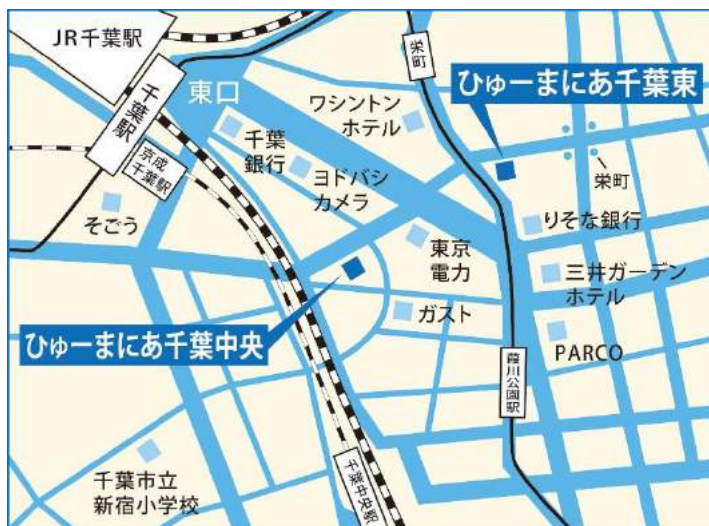 JR千葉駅
千葉駅
東口
京成
千葉駅
そごう
千葉
銀行
ヨドバシ
カメラ
ワシントン
ホテル
栄町
ひゅーまにあ千葉東
栄町
りそな銀行
東京
電力
三井ガーデン
ホテル
ガスト
PARCO
ひゅーまにあ千葉中央
葭川公園駅
千葉市立
新宿小学校
千葉中央駅